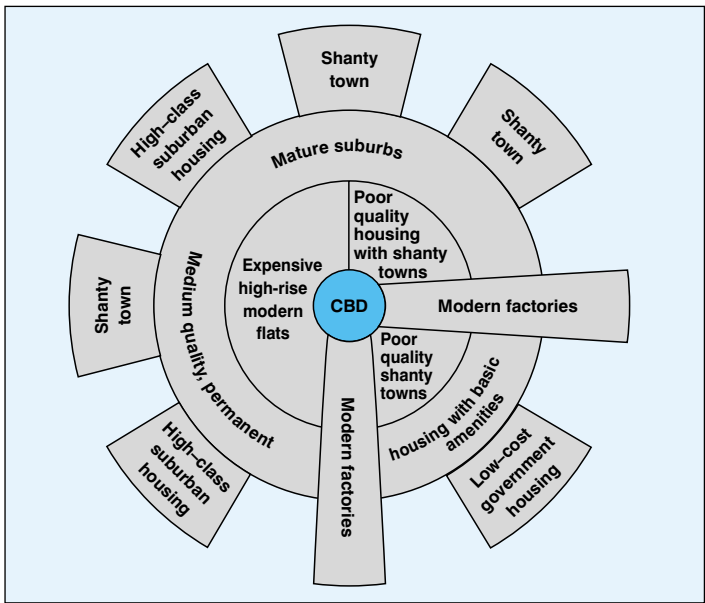 Shanty
town
High–class
suburban
housing
Shanty
town
Mature suburbs
Poor
quality
housing
with shanty
towns
Expensive
high-rise
modern
flats
CBD
Modern factories
Shanty
town
Medium quality, permanent
Poor
quality
shanty
towns
housing with basic
amenities
Modern factories
High–class
suburban
housing
Low–cost
government
housing